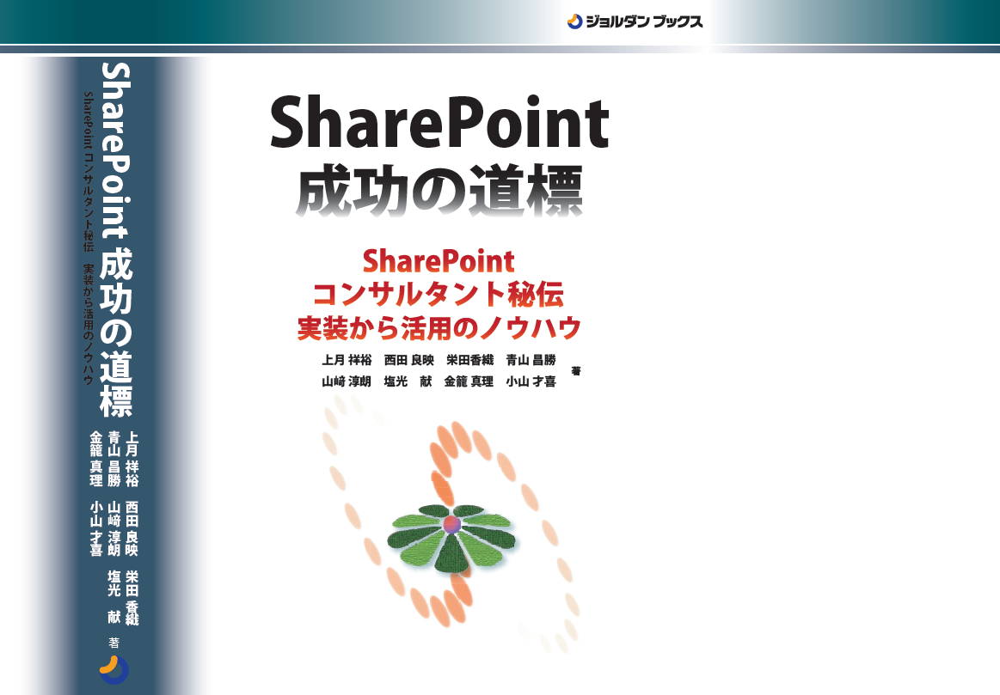 ジョルダン ブックス
SharePoint
成功の道標
SharePoint
コンサルタント秘伝
実装から活用のノウハウ
上月 祥裕　西田 良映　栄田香織　青山 昌勝
山﨑 淳朗　塩光　献　金籠 真理　小山 才喜
著
SharePoint 成功の道標
SharePoint コンサルタント秘伝　実装から活用のノウハウ
上月 祥裕　西田 良映　栄田 香織
青山 昌勝　山﨑 淳朗　塩光　献
金籠 真理　小山 才喜
著